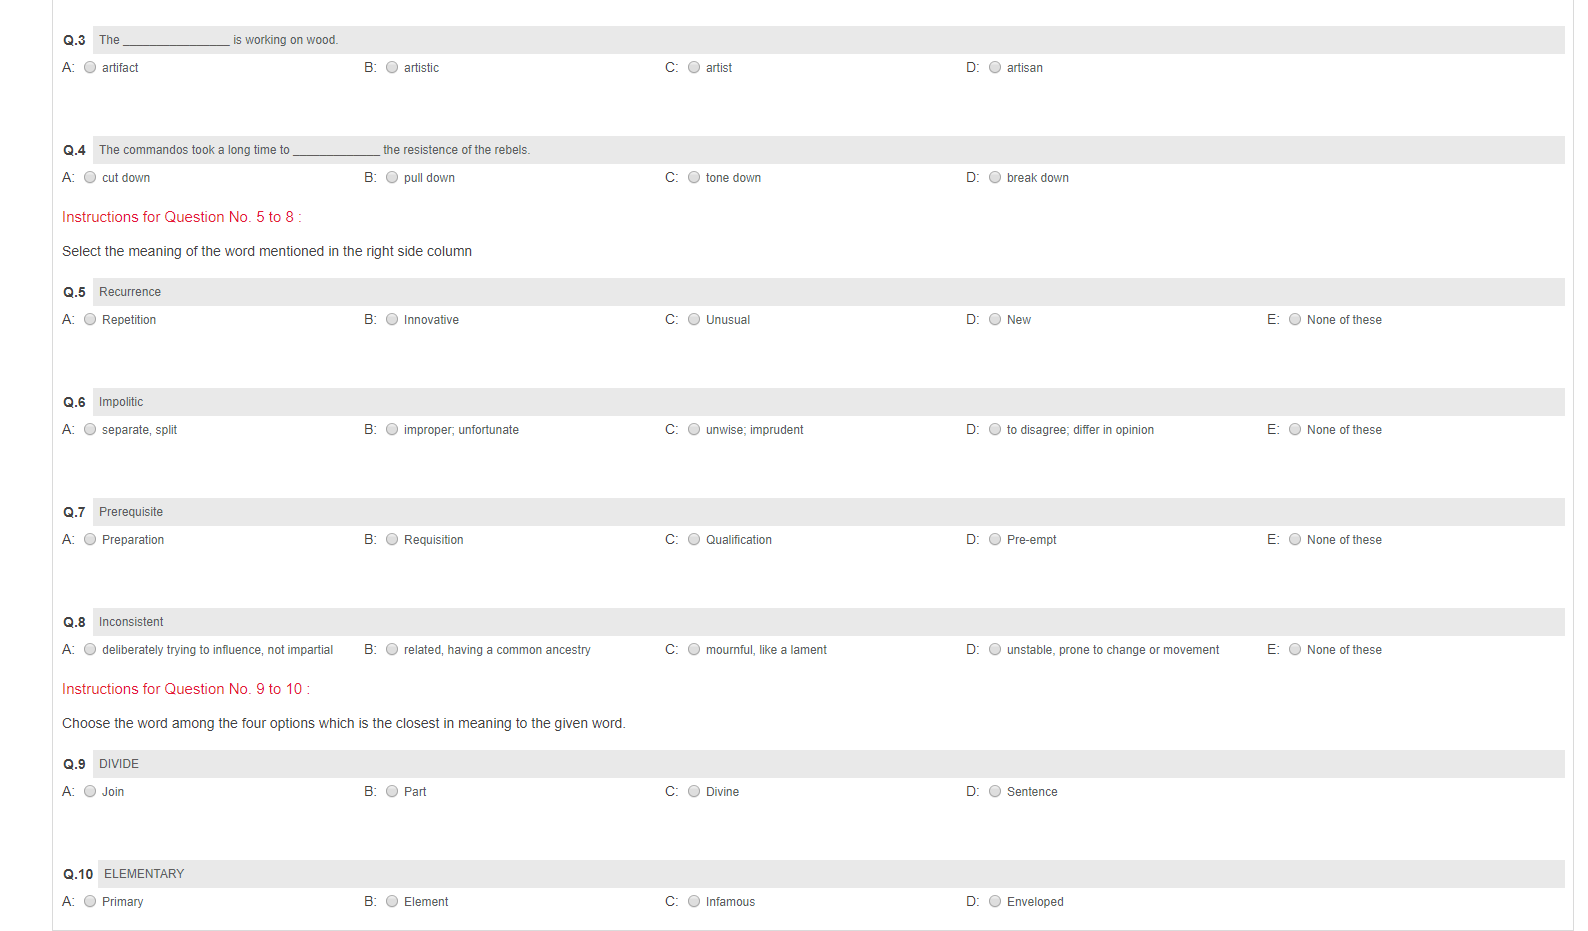 Q.3 The ________________ is working on wood.
A: artifact B: artistic C: artist D: artisan
Q.4 The commandos took a long time to _____________ the resistence of the rebels.
A: cut down B: pull down C: tone down D: break down
Instructions for Question No. 5 to 8 :
Select the meaning of the word mentioned in the right side column
Q.5 Recurrence
A: Repetition B: Innovative C: Unusual D: New E: None of these
Q.6 Impolitic
A: separate, split B: improper; unfortunate C: unwise; imprudent D: to disagree; differ in opinion E: None of these
Q.7 Prerequisite
A: Preparation B: Requisition C: Qualification D: Pre-empt E: None of these
Q.8 Inconsistent
A: deliberately trying to influence, not impartial B: related, having a common ancestry C: mournful, like a lament D: unstable, prone to change or movement E: None of these
Instructions for Question No. 9 to 10 :
Choose the word among the four options which is the closest in meaning to the given word.
Q.9 DIVIDE
A: Join B: Part C: Divine D: Sentence
Q.10 ELEMENTARY
A: Primary B: Element C: Infamous D: Enveloped